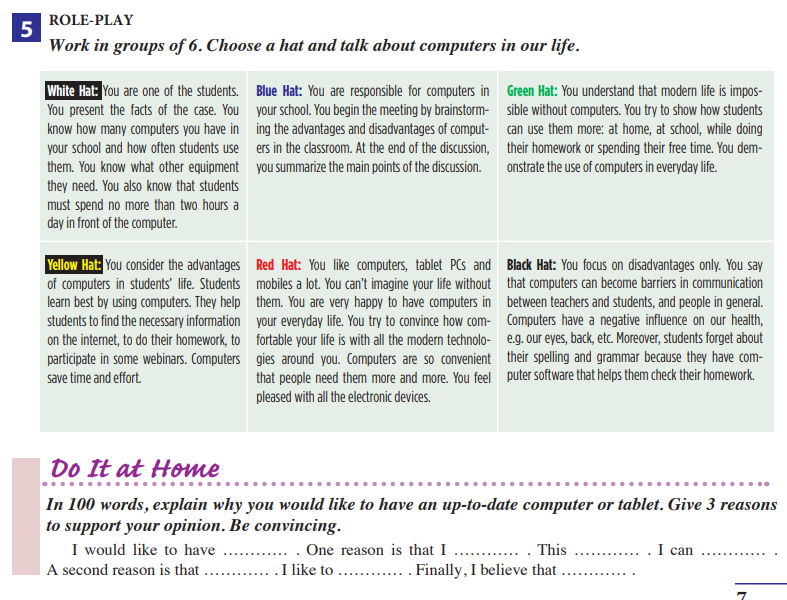 5
ROLE-PLAY
Work in groups of 6. Choose a hat and talk about computers in our life.
White Hat: You are one of the students.
You present the facts of the case. You
know how many computers you have in
your school and how often students use
them. You know what other equipment
they need. You also know that students
must spend no more than two hours a
day in front of the computer.
Blue Hat: You are responsible for computers in
your school. You begin the meeting by brainstorm-
ing the advantages and disadvantages of comput-
ers in the classroom. At the end of the discussion,
you summarize the main points of the discussion.
Green Hat: You understand that modern life is impos-
sible without computers. You try to show how students
can use them more: at home, at school, while doing
their homework or spending their free time. You dem-
onstrate the use of computers in everyday life.
Yellow Hat: You consider the advantages
of computers in students' life. Students
learn best by using computers. They help
students to find the necessary information
on the internet, to do their homework, to
participate in some webinars. Computers
save time and effort.
Red Hat: You like computers, tablet PCs and
mobiles a lot. You can't imagine your life without
them. You are very happy to have computers in
your everyday life. You try to convince how com-
fortable your life is with all the modern technolo-
gies around you. Computers are so convenient
that people need them more and more. You feel
pleased with all the electronic devices.
Black Hat: You focus on disadvantages only. You say
that computers can become barriers in communication
between teachers and students, and people in general.
Computers have a negative influence on our health,
e.g. our eyes, back, etc. Moreover, students forget about
their spelling and grammar because they have com-
puter software that helps them check their homework.
Do It at Home
In 100 words, explain why you would like to have an up-to-date computer or tablet. Give 3 reasons
to support your opinion. Be convincing.
I would like to have ………… . One reason is that I ………… . This ………… . I can ………… .
A second reason is that ………… . I like to ………… . Finally, I believe that ………… .
7